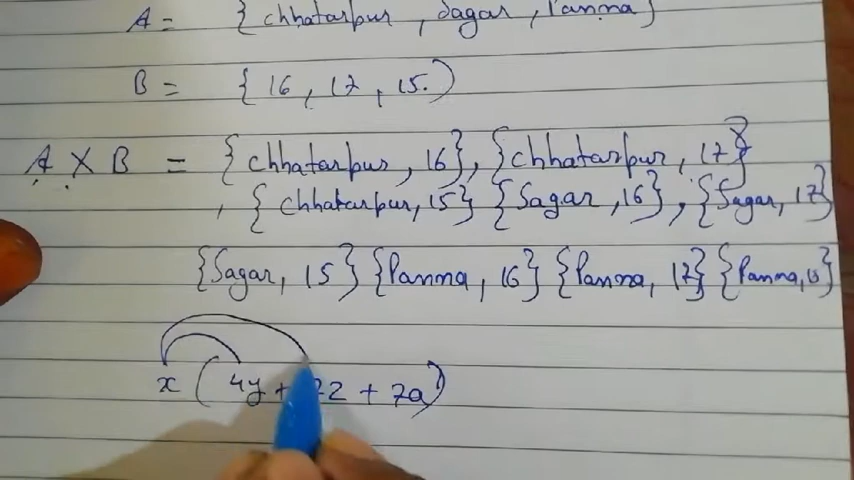 A = { chhatarpur , Sagar , Panna }
B = { 16 , 17 , 15. }
A X B = { chhatarpur , 16 } , { chhatarpur , 17 }
, { chhatarpur , 15 } { Sagar , 16 } , { Sagar , 17 }
{ Sagar , 15 } { Panna , 16 } { Panna , 17 } { Panna , 15 }
x ( 4y + 2z + 7a )